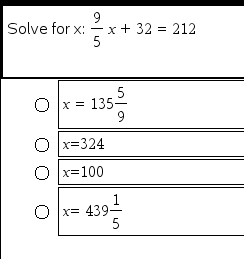 Solve for x: 9/5 x + 32 = 212
x = 135 5/9
x=324
x=100
x= 439 1/5